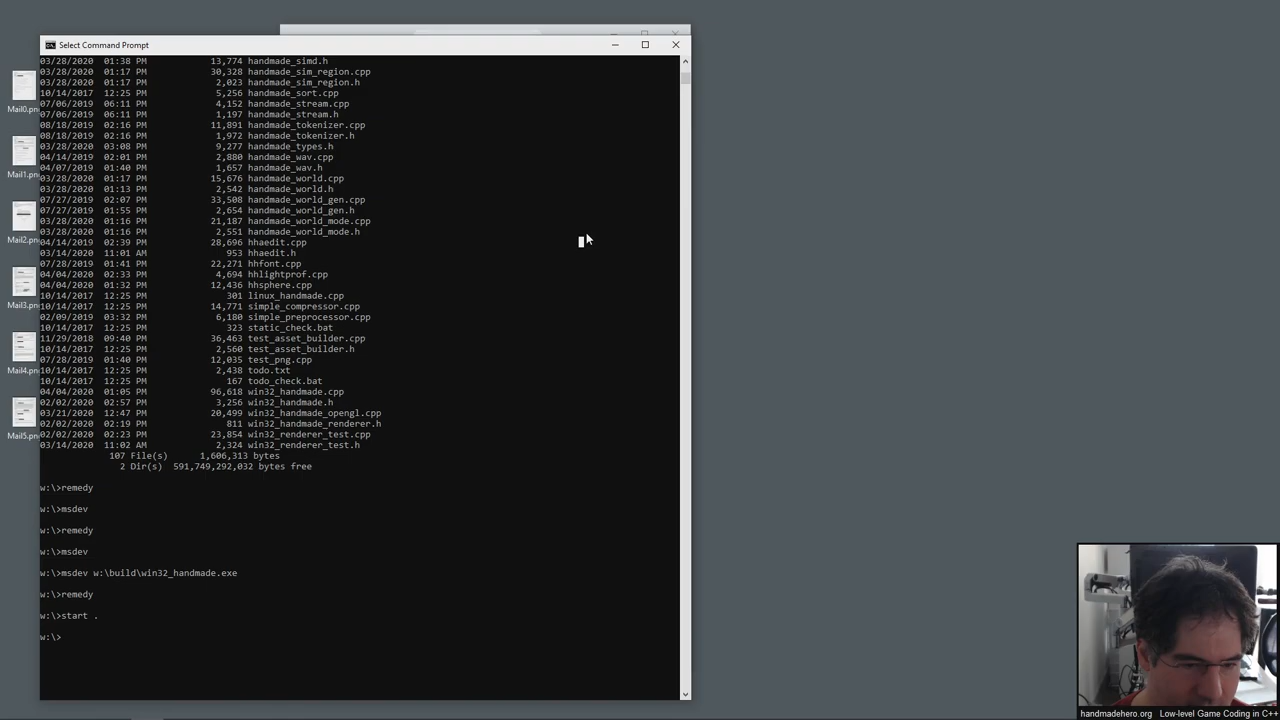 Select Command Prompt
03/28/2020  01:38 PM            13,774 handmade_simd.h
03/28/2020  01:17 PM            30,328 handmade_sim_region.cpp
03/28/2020  01:17 PM             2,023 handmade_sim_region.h
10/14/2017  12:25 PM             5,256 handmade_sort.cpp
07/06/2019  06:11 PM             4,152 handmade_stream.cpp
07/06/2019  06:11 PM             1,197 handmade_stream.h
08/18/2019  02:16 PM            11,891 handmade_tokenizer.cpp
08/18/2019  02:16 PM             1,972 handmade_tokenizer.h
03/28/2020  03:08 PM             9,277 handmade_types.h
04/14/2019  02:01 PM             2,880 handmade_wav.cpp
04/07/2019  01:40 PM             1,657 handmade_wav.h
03/28/2020  01:17 PM            15,676 handmade_world.cpp
03/28/2020  01:13 PM             2,542 handmade_world.h
07/27/2019  02:07 PM            33,508 handmade_world_gen.cpp
07/27/2019  01:55 PM             2,654 handmade_world_gen.h
03/28/2020  01:16 PM            21,187 handmade_world_mode.cpp
03/28/2020  01:16 PM             2,551 handmade_world_mode.h
04/14/2019  02:39 PM            28,696 hhaedit.cpp
03/14/2020  11:01 AM               953 hhaedit.h
07/28/2019  01:41 PM            22,271 hhfont.cpp
04/04/2020  02:33 PM             4,694 hhlightprof.cpp
04/04/2020  01:32 PM            12,436 hhsphere.cpp
10/14/2017  12:25 PM               301 linux_handmade.cpp
10/14/2017  12:25 PM            14,771 simple_compressor.cpp
02/09/2019  03:32 PM             6,180 simple_preprocessor.cpp
10/14/2017  12:25 PM               323 static_check.bat
11/29/2018  09:40 PM            36,463 test_asset_builder.cpp
10/14/2017  12:25 PM             2,560 test_asset_builder.h
07/28/2019  01:40 PM            12,035 test_png.cpp
10/14/2017  12:25 PM             2,438 todo.txt
10/14/2017  12:25 PM               167 todo_check.bat
04/04/2020  01:05 PM            96,618 win32_handmade.cpp
02/02/2020  02:57 PM             3,256 win32_handmade.h
03/21/2020  12:47 PM            20,499 win32_handmade_opengl.cpp
02/02/2020  02:19 PM               811 win32_handmade_renderer.h
02/02/2020  02:23 PM            23,854 win32_renderer_test.cpp
03/14/2020  11:02 AM             2,324 win32_renderer_test.h
107 File(s)      1,606,313 bytes
2 Dir(s)  591,749,292,032 bytes free
w:\>remedy
w:\>msdev
w:\>remedy
w:\>msdev
w:\>msdev w:\build\win32_handmade.exe
w:\>remedy
w:\>start .
w:\>
Mail0.pn
Mail1.pn
Mail2.pn
Mail3.pn
Mail4.pn
Mail5.pn
handmadehero.org   Low-level Game Coding in C++